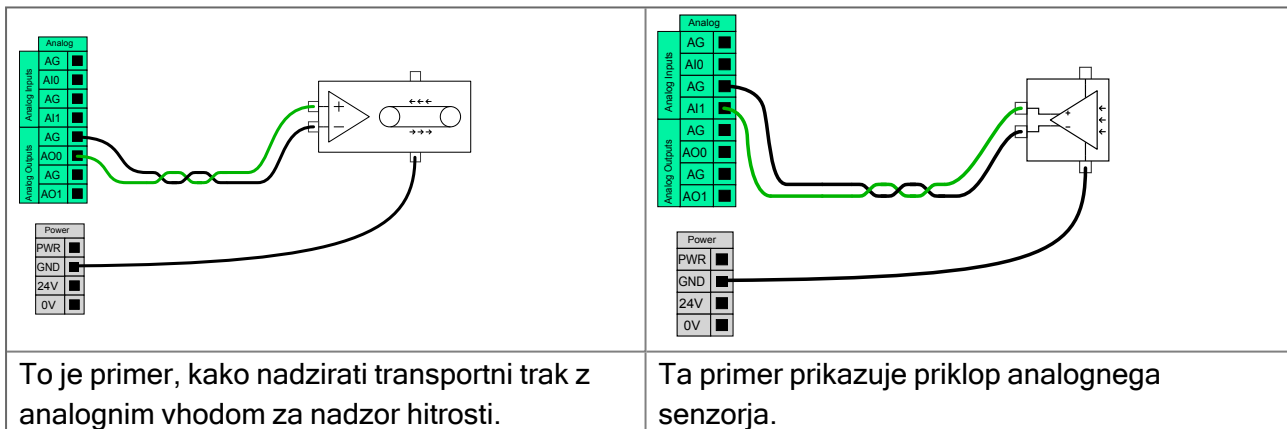 Analog
AG
AI0
AG
AI1
AG
AO0
AG
AO1
Analog Inputs
Analog Outputs
Power
PWR
GND
24V
0V
To je primer, kako nadzirati transportni trak z
analognim vhodom za nadzor hitrosti.
Analog
AG
AI0
AG
AI1
AG
AO0
AG
AO1
Analog Inputs
Analog Outputs
Power
PWR
GND
24V
0V
Ta primer prikazuje priklop analognega
senzorja.